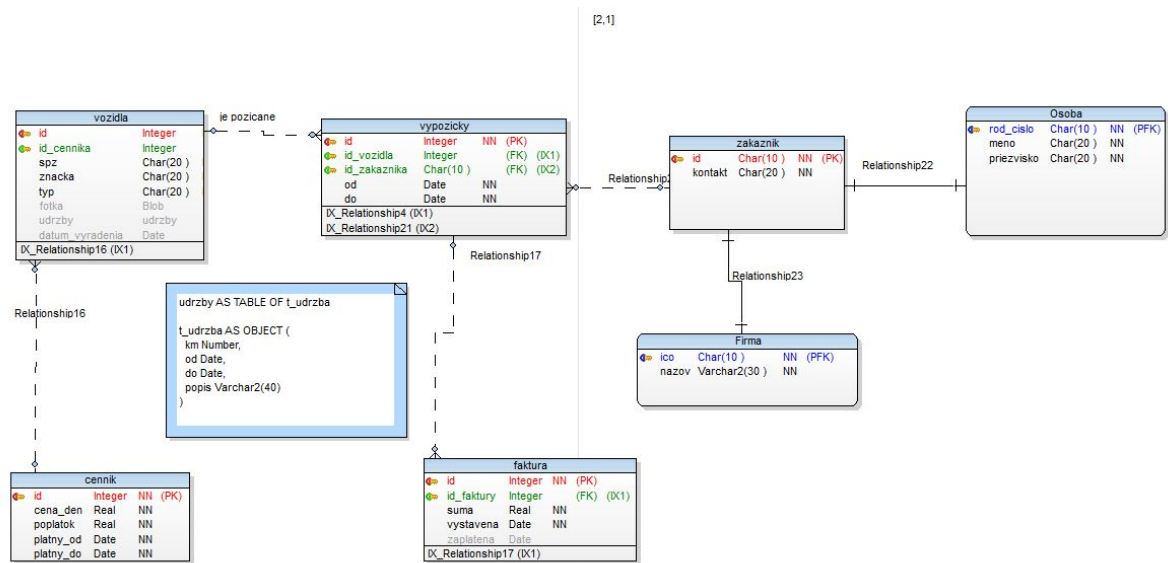 [2,1]
vozidla
id Integer
id_cennika Integer
spz Char(20 )
znacka Char(20 )
typ Char(20 )
fotka Blob
udrzby udrzby
datum_vyradenia Date
IX_Relationship16 (IX1)
je pozicane
vypozicky
id Integer NN (PK)
id_vozidla Integer (FK) (IX1)
id_zakaznika Char(10 ) (FK) (IX2)
od Date NN
do Date NN
IX_Relationship4 (IX1)
IX_Relationship21 (IX2)
zakaznik
id Char(10 ) NN (PK)
kontakt Char(20 ) NN
Relationship22
Osoba
rod_cislo Char(10 ) NN (PFK)
meno Char(20 ) NN
priezvisko Char(20 ) NN
Relationship17
Relationship23
Relationship16
udrzby AS TABLE OF t_udrzba
t_udrzba AS OBJECT (
km Number,
od Date,
do Date,
popis Varchar2(40)
)
Firma
ico Char(10 ) NN (PFK)
nazov Varchar2(30 ) NN
cennik
id Integer NN (PK)
cena_den Real NN
poplatok Real NN
platny_od Date NN
platny_do Date NN
faktura
id Integer NN (PK)
id_faktury Integer (FK) (IX1)
suma Real NN
vystavena Date NN
zaplatena Date
IX_Relationship17 (IX1)